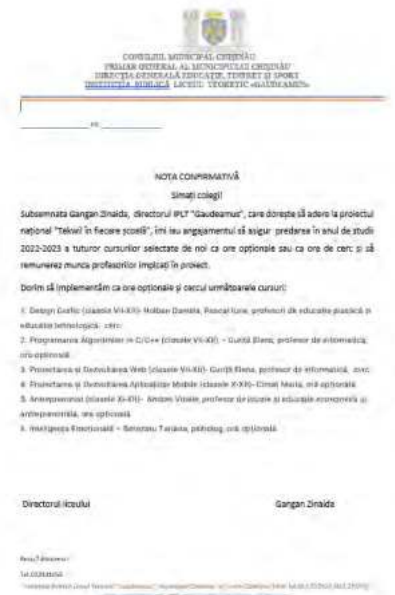 CONSILIUL MUNICIPAL CHIȘINĂU
PRIMAR GENERAL AL MUNICIPIULUI CHIȘINĂU
DIRECȚIA GENERALĂ EDUCAȚIE, TINERET ȘI SPORT
INSTITUȚIA PUBLICĂ LICEUL TEORETIC «GAUDEAMUS»
nr.
NOTA CONFIRMATIVĂ
Stimați colegi!
Subsemnata Gangan Zinaida, directorul IPLT "Gaudeamus", care dorește să adere la proiectul
național "Tekwill în fiecare școală", îmi iau angajamentul să asigur predarea în anul de studii
2022-2023 a tuturor cursurilor selectate de noi ca ore opționale sau ca ore de cerc și să
remunerez munca profesorilor implicați în proiect.
Dorim să implementăm ca ore opționale și cercul următoarele cursuri:
1. Design Grafic (clasele VII-XII)- Holban Daniela, Pascal Iurie, profesori de educație plastică și
educație tehnologică, cerc
2. Programarea Algoritmilor in C/C++ (clasele VII-XII) – Guriță Elena, profesor de informatică,
oră opțională
3. Proiectarea și Dezvoltarea Web (clasele VII-XII)- Guriță Elena, profesor de informatică, cerc
4. Proiectarea și Dezvoltarea Aplicațiilor Mobile (clasele X-XII)- Cimai Maria, oră opțională
5. Antreprenoriat (clasele XI-XII)- profesor de istorie și educație economică și
antreprenorială, oră opțională
6. Inteligența Emoțională – Tatiana, psiholog, oră opțională
Directorul liceului Gangan Zinaida